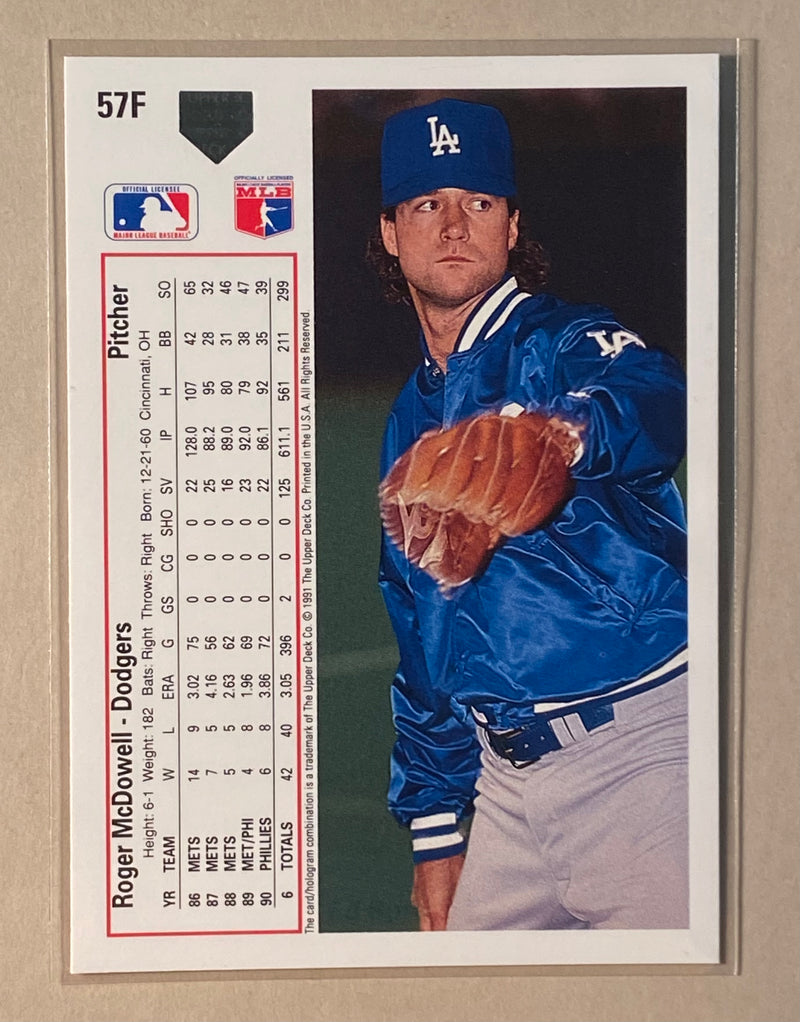 57F
OFFICIAL LICENSEE
MAJOR LEAGUE BASEBALL
OFFICIALLY LICENSED
MLB
LA
LA
Roger McDowell - Dodgers Pitcher
Height: 6-1 Weight: 182 Bats: Right Throws: Right Born: 12-21-60 Cincinnati, OH
YR TEAM W L ERA G GS CG SHO SV IP H BB SO
86 METS 14 9 3.02 75 0 0 0 22 128.0 107 42 65
87 METS 7 5 4.16 56 0 0 0 25 88.2 95 28 32
88 METS 5 5 2.63 62 0 0 0 16 89.0 80 31 46
89 MET/PHI 4 8 1.96 69 0 0 0 23 92.0 79 38 47
90 PHILLIES 6 8 3.86 72 0 0 0 22 86.1 92 35 39
6 TOTALS 42 40 3.05 396 2 0 0 125 611.1 561 211 299
The card/hologram combination is a trademark of The Upper Deck Co. © 1991 The Upper Deck Co. Printed in the U.S.A. All Rights Reserved.